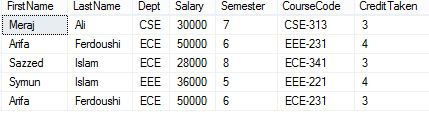 FirstName LastName Dept Salary Semester CourseCode CreditTaken
Meraj Ali CSE 30000 7 CSE-313 3
Arifa Ferdoushi ECE 50000 6 EEE-231 4
Sazzed Islam ECE 28000 8 ECE-341 3
Symun Islam EEE 36000 5 EEE-221 4
Arifa Ferdoushi ECE 50000 6 ECE-231 3